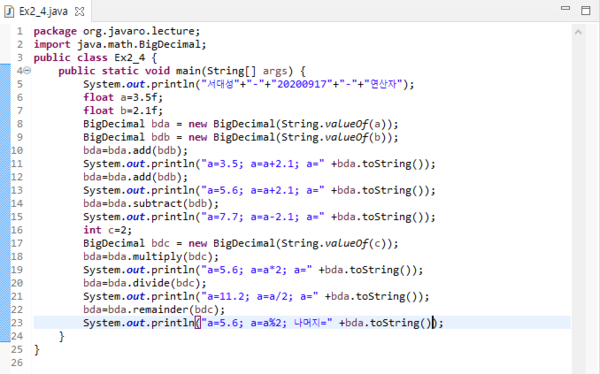 Ex2_4.java
1 package org.javaro.lecture;
2 import java.math.BigDecimal;
3 public class Ex2_4 {
4 public static void main(String[] args) {
5 System.out.println("서대성"+"-"+"20200917"+"-"+"연산자");
6 float a=3.5f;
7 float b=2.1f;
8 BigDecimal bda = new BigDecimal(String.valueOf(a));
9 BigDecimal bdb = new BigDecimal(String.valueOf(b));
10 bda=bda.add(bdb);
11 System.out.println("a=3.5; a=a+2.1; a=" +bda.toString());
12 bda=bda.add(bdb);
13 System.out.println("a=5.6; a=a+2.1; a=" +bda.toString());
14 bda=bda.subtract(bdb);
15 System.out.println("a=7.7; a=a-2.1; a=" +bda.toString());
16 int c=2;
17 BigDecimal bdc = new BigDecimal(String.valueOf(c));
18 bda=bda.multiply(bdc);
19 System.out.println("a=5.6; a=a*2; a=" +bda.toString());
20 bda=bda.divide(bdc);
21 System.out.println("a=11.2; a=a/2; a=" +bda.toString());
22 bda=bda.remainder(bdc);
23 System.out.println("a=5.6; a=a%2; 나머지=" +bda.toString());
24 }
25 }
26